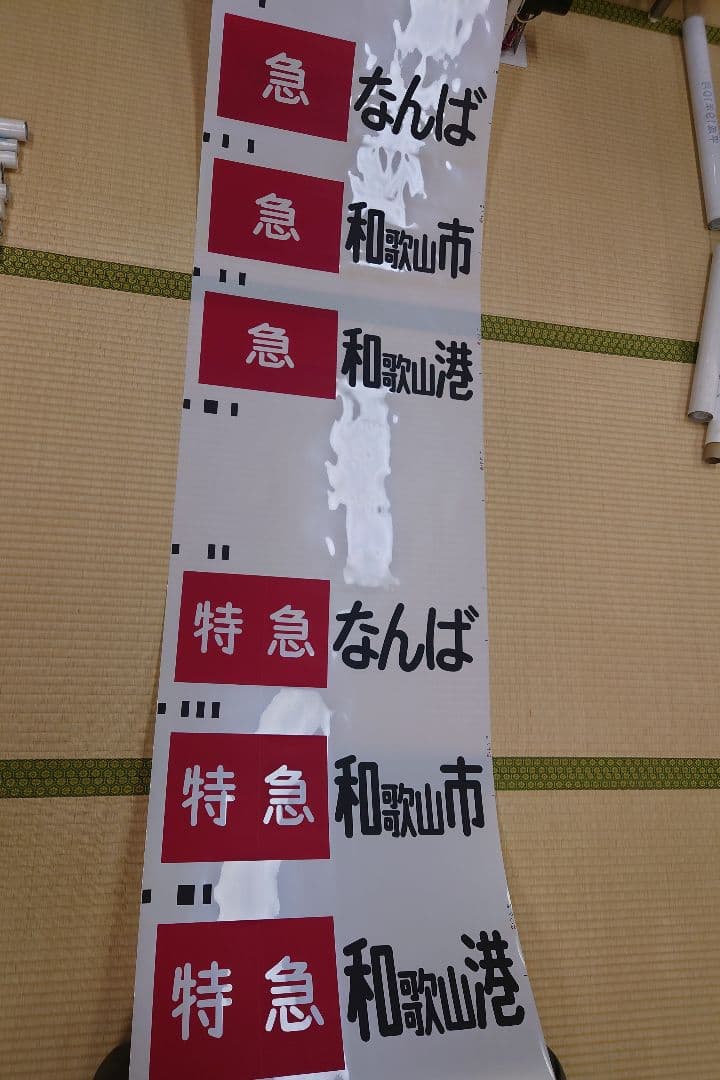 急 なんば
急 和歌山市
急 和歌山港
特急 なんば
特急 和歌山市
特急 和歌山港